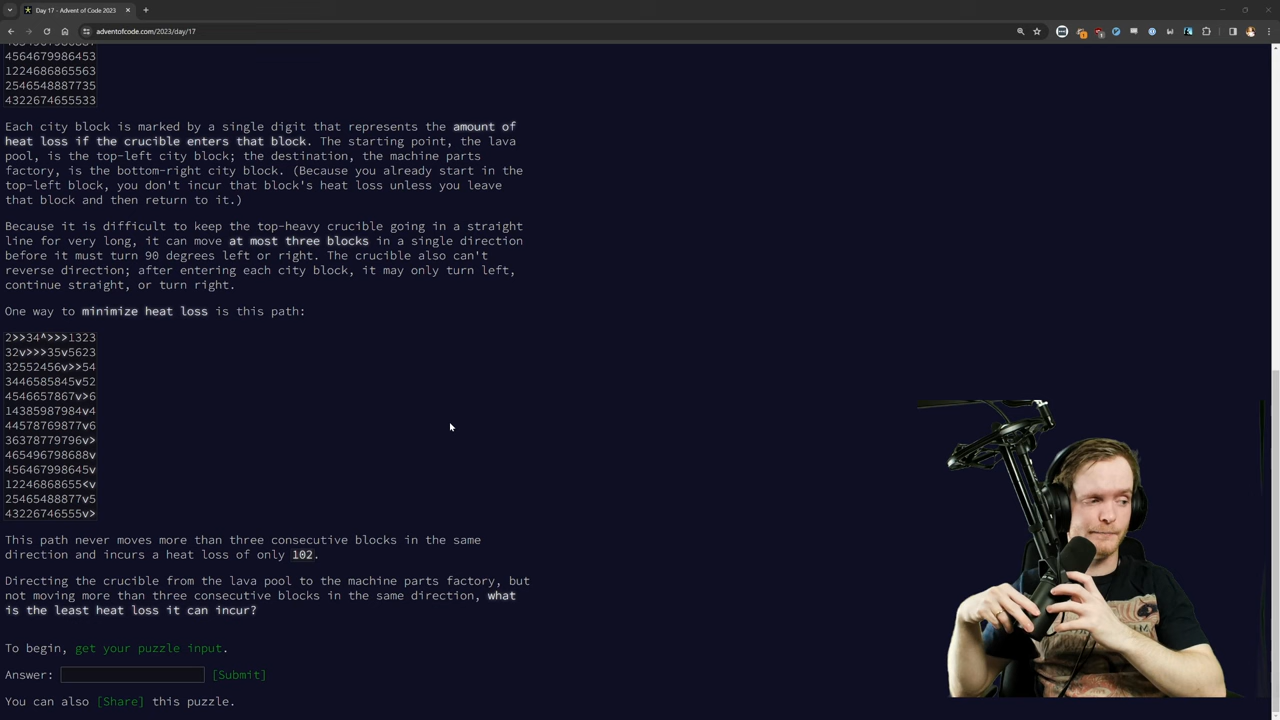 Day 17 - Advent of Code 2023
adventofcode.com/2023/day/17
4564679986453
1224686865563
2546548887735
4322674655533
Each city block is marked by a single digit that represents the amount of
heat loss if the crucible enters that block. The starting point, the lava
pool, is the top-left city block; the destination, the machine parts
factory, is the bottom-right city block. (Because you already start in the
top-left block, you don't incur that block's heat loss unless you leave
that block and then return to it.)
Because it is difficult to keep the top-heavy crucible going in a straight
line for very long, it can move at most three blocks in a single direction
before it must turn 90 degrees left or right. The crucible also can't
reverse direction; after entering each city block, it may only turn left,
continue straight, or turn right.
One way to minimize heat loss is this path:
2>>34^>>>1323
32v>>>35v5623
32552456v>>54
3446585845v52
4546657867v>6
14385987984v4
44578769877v6
36378779796v>
465496798688v
456467998645v
12246868655<v
25465488877v5
43226746555v>
This path never moves more than three consecutive blocks in the same
direction and incurs a heat loss of only 102.
Directing the crucible from the lava pool to the machine parts factory, but
not moving more than three consecutive blocks in the same direction, what
is the least heat loss it can incur?
To begin, get your puzzle input.
Answer: [Submit]
You can also [Share] this puzzle.